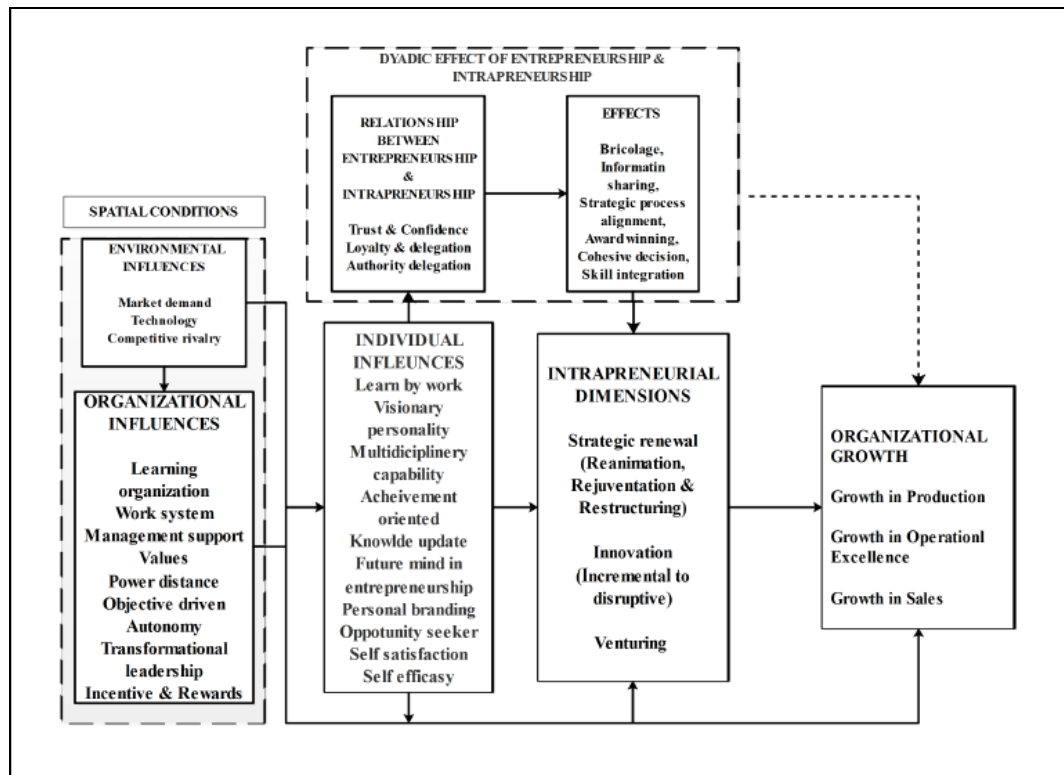 DYADIC EFFECT OF ENTREPRENEURSHIP &
INTRAPRENEURSHIP
RELATIONSHIP
BETWEEN
ENTREPRENEURSHIP
&
INTRAPRENEURSHIP
Trust & Confidence
Loyalty & delegation
Authority delegation
EFFECTS
Bricolage,
Informatin
sharing,
Strategic process
alignment,
Award winning,
Cohesive decision,
Skill integration
SPATIAL CONDITIONS
ENVIRONMENTAL
INFLUENCES
Market demand
Technology
Competitive rivalry
ORGANIZATIONAL
INFLUENCES
Learning
organization
Work system
Management support
Values
Power distance
Objective driven
Autonomy
Transformational
leadership
Incentive & Rewards
INDIVIDUAL
INFLEUNCES
Learn by work
Visionary
personality
Multidiciplinery
capability
Acheivement
oriented
Knowlde update
Future mind in
entrepreneurship
Personal branding
Oppotunity seeker
Self satisfaction
Self efficasy
INTRAPRENEURIAL
DIMENSIONS
Strategic renewal
(Reanimation,
Rejuventation &
Restructuring)
Innovation
(Incremental to
disruptive)
Venturing
ORGANIZATIONAL
GROWTH
Growth in Production
Growth in Operationl
Excellence
Growth in Sales